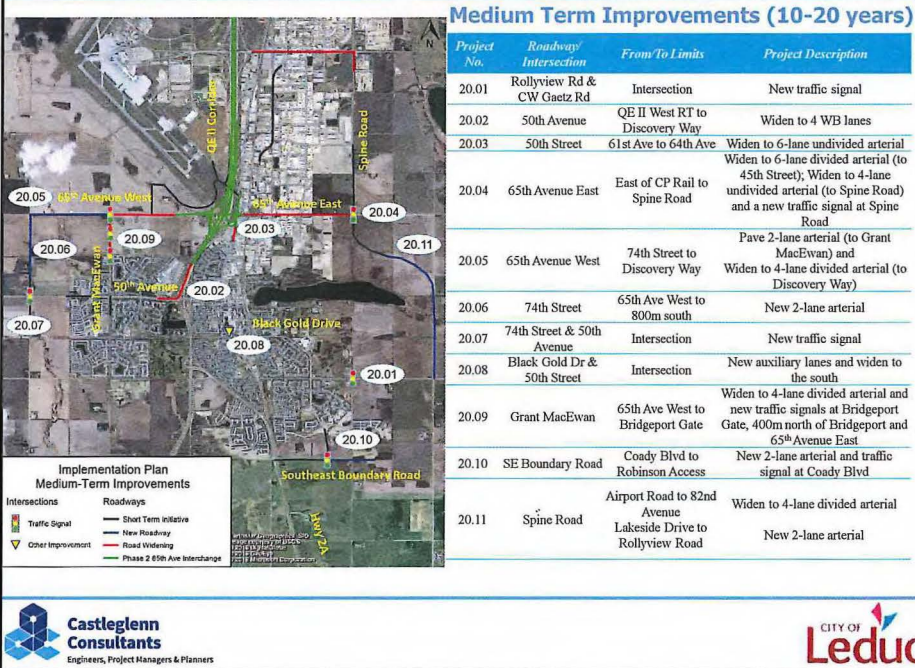 Medium Term Improvements (10-20 years)
N
QE II Corridor
Spine Road
20.05
65th Avenue West
65th Avenue East
20.04
20.03
20.09
20.11
20.06
Grant MacEwan
50th Avenue
20.02
20.07
Black Gold Drive
20.08
20.01
20.10
Southeast Boundary Road
Hwy 2A
Implementation Plan
Medium-Term Improvements
Intersections
Traffic Signal
Other Improvement
Roadways
Short Term Initiative
New Roadway
Road Widening
Phase 2 65th Ave Interchange
Microsoft Corporation
Project No. Roadway/ Intersection From/To Limits Project Description
20.01 Rollyview Rd & CW Gaetz Rd Intersection New traffic signal
20.02 50th Avenue QE II West RT to Discovery Way Widen to 4 WB lanes
20.03 50th Street 61st Ave to 64th Ave Widen to 6-lane undivided arterial
20.04 65th Avenue East East of CP Rail to Spine Road Widen to 6-lane divided arterial (to 45th Street); Widen to 4-lane undivided arterial (to Spine Road) and a new traffic signal at Spine Road
20.05 65th Avenue West 74th Street to Discovery Way Pave 2-lane arterial (to Grant MacEwan) and Widen to 4-lane divided arterial (to Discovery Way)
20.06 74th Street 65th Ave West to 800m south New 2-lane arterial
20.07 74th Street & 50th Avenue Intersection New traffic signal
20.08 Black Gold Dr & 50th Street Intersection New auxiliary lanes and widen to the south
20.09 Grant MacEwan 65th Ave West to Bridgeport Gate Widen to 4-lane divided arterial and new traffic signals at Bridgeport Gate, 400m north of Bridgeport and 65th Avenue East
20.10 SE Boundary Road Coady Blvd to Robinson Access New 2-lane arterial and traffic signal at Coady Blvd
20.11 Spine Road Airport Road to 82nd Avenue Widen to 4-lane divided arterial
Lakeside Drive to Rollyview Road New 2-lane arterial
Castleglenn
Consultants
Engineers, Project Managers & Planners
CITY OF
Leduc